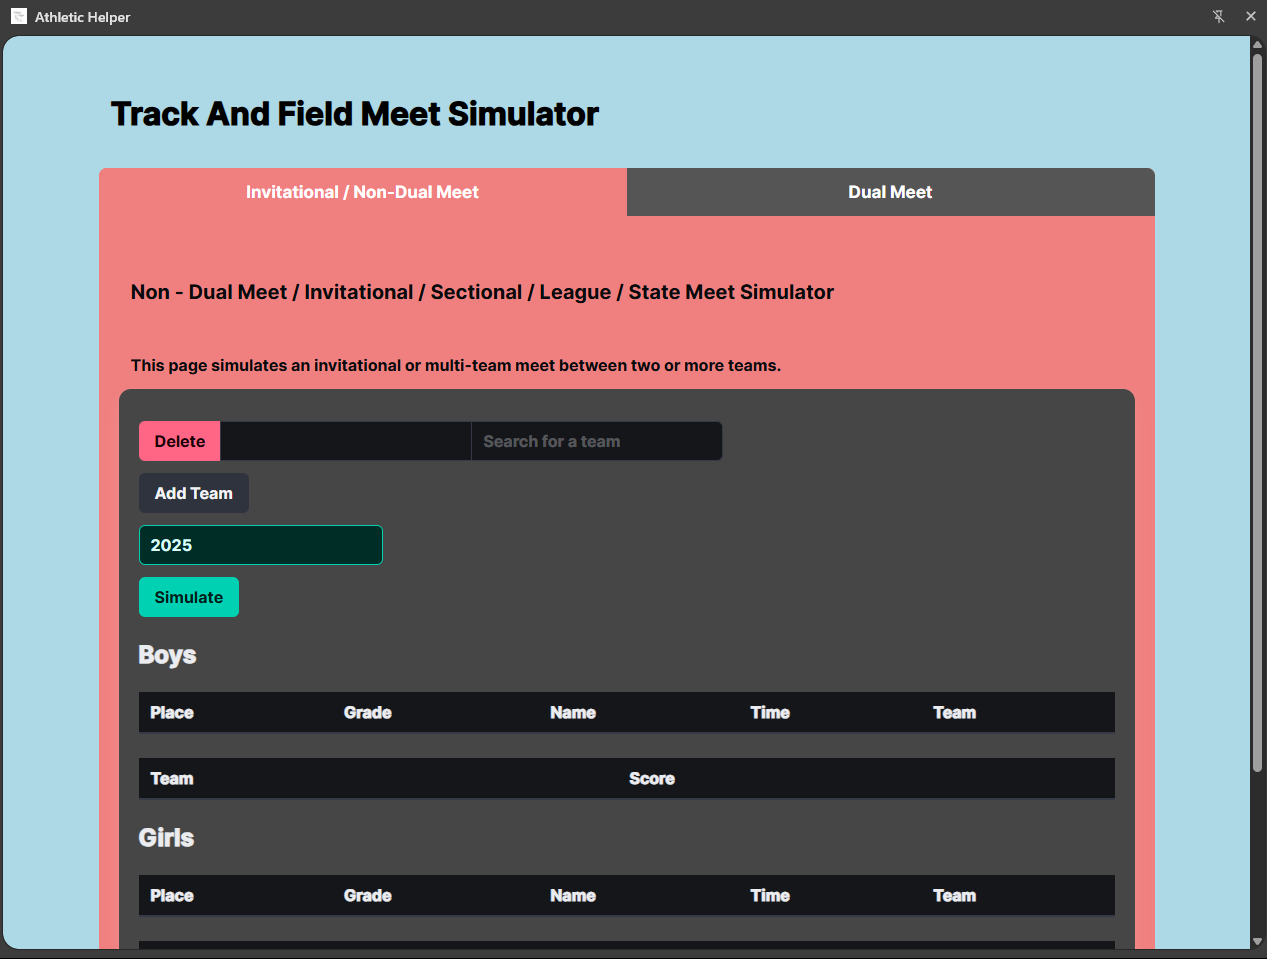 Athletic Helper
Track And Field Meet Simulator
Invitational / Non-Dual Meet
Dual Meet
Non - Dual Meet / Invitational / Sectional / League / State Meet Simulator
This page simulates an invitational or multi-team meet between two or more teams.
Delete
Search for a team
Add Team
2025
Simulate
Boys
Place Grade Name Time Team
Team Score
Girls
Place Grade Name Time Team